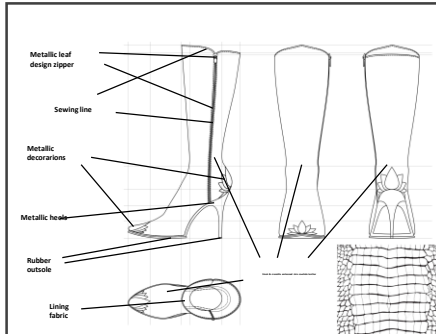 Metallic leaf
design zipper
Sewing line
Metallic
decorarions
Metallic heels
Rubber
outsole
Lining
fabric